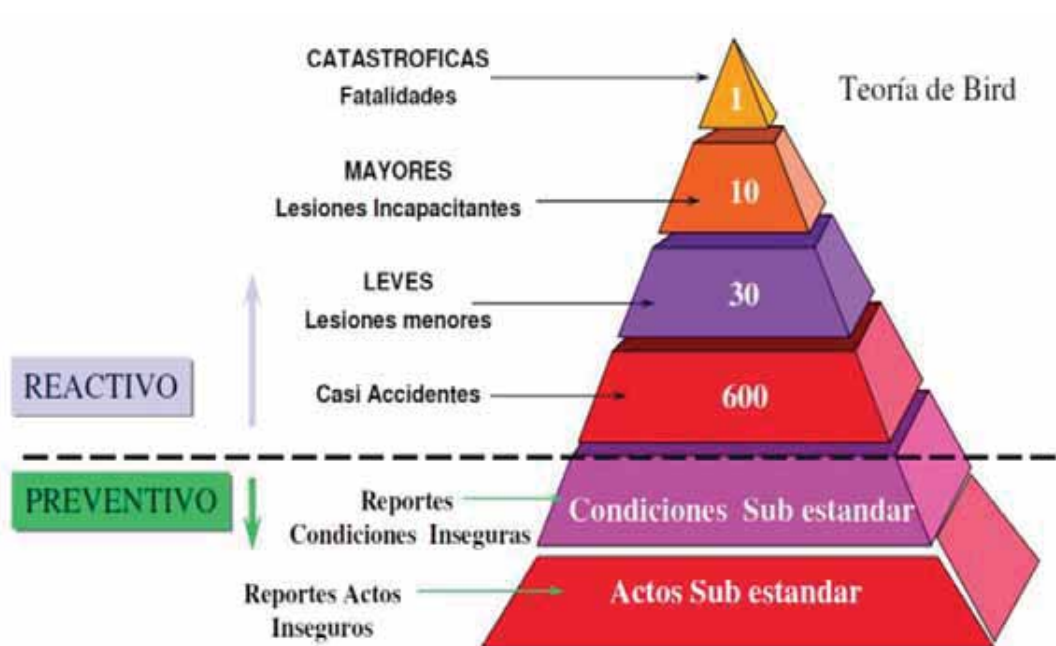 CATASTROFICAS
Fatalidades
1
Teoría de Bird
MAYORES
Lesiones Incapacitantes
10
LEVES
Lesiones menores
30
REACTIVO
Casi Accidentes
600
PREVENTIVO
Reportes
Condiciones Inseguras
Condiciones Sub estandar
Reportes Actos
Inseguros
Actos Sub estandar